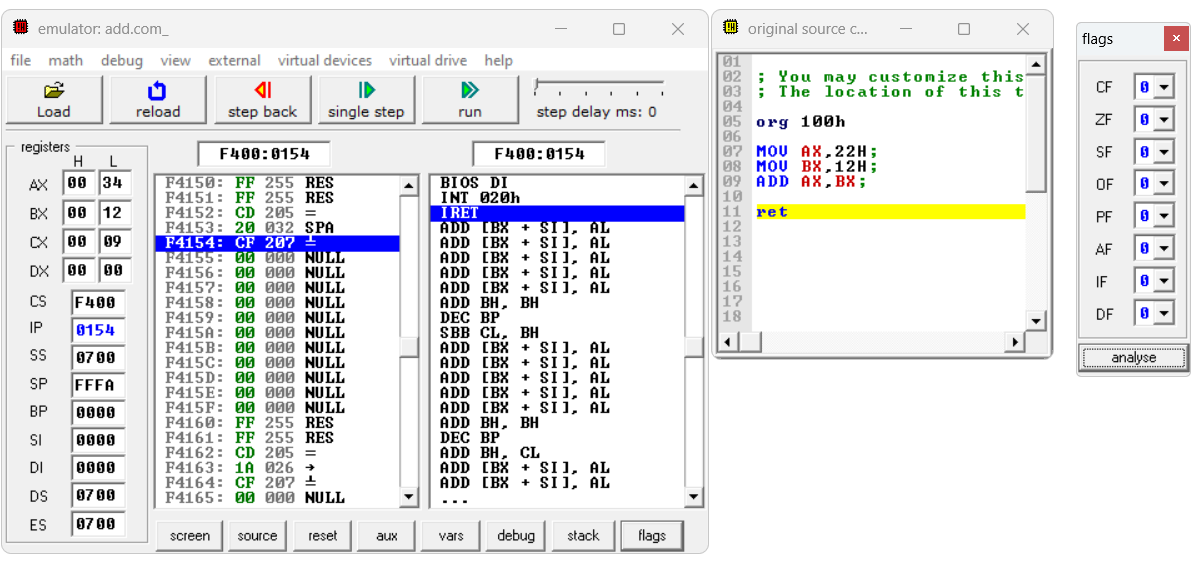 emulator: add.com_
file math debug view external virtual devices virtual drive help
Load reload step back single step run step delay ms: 0
registers
H L
AX 00 34
BX 00 12
CX 00 09
DX 00 00
CS F400
IP 0154
SS 0700
SP FFFA
BP 0000
SI 0000
DI 0000
DS 0700
ES 0700
F400:0154
F4150: FF 255 RES
F4151: FF 255 RES
F4152: CD 205 =
F4153: 20 032 SPA
F4154: CF 207 ╧
F4155: 00 000 NULL
F4156: 00 000 NULL
F4157: 00 000 NULL
F4158: 00 000 NULL
F4159: 00 000 NULL
F415A: 00 000 NULL
F415B: 00 000 NULL
F415C: 00 000 NULL
F415D: 00 000 NULL
F415E: 00 000 NULL
F415F: 00 000 NULL
F4160: FF 255 RES
F4161: FF 255 RES
F4162: CD 205 =
F4163: 1A 026 →
F4164: CF 207 ╧
F4165: 00 000 NULL
F400:0154
BIOS DI
INT 020h
IRET
ADD [BX + SI], AL
ADD [BX + SI], AL
ADD [BX + SI], AL
ADD [BX + SI], AL
ADD [BX + SI], AL
ADD BH, BH
DEC BP
SBB CL, BH
ADD [BX + SI], AL
ADD [BX + SI], AL
ADD [BX + SI], AL
ADD [BX + SI], AL
ADD [BX + SI], AL
ADD BH, BH
DEC BP
ADD BH, CL
ADD [BX + SI], AL
ADD [BX + SI], AL
...
screen source reset aux vars debug stack flags
original source c...
01
02 ; You may customize this
03 ; The location of this t
04
05 org 100h
06
07 MOV AX,22H;
08 MOV BX,12H;
09 ADD AX,BX;
10
11 ret
12
13
14
15
16
17
18
flags
CF 0
ZF 0
SF 0
OF 0
PF 0
AF 0
IF 0
DF 0
analyse